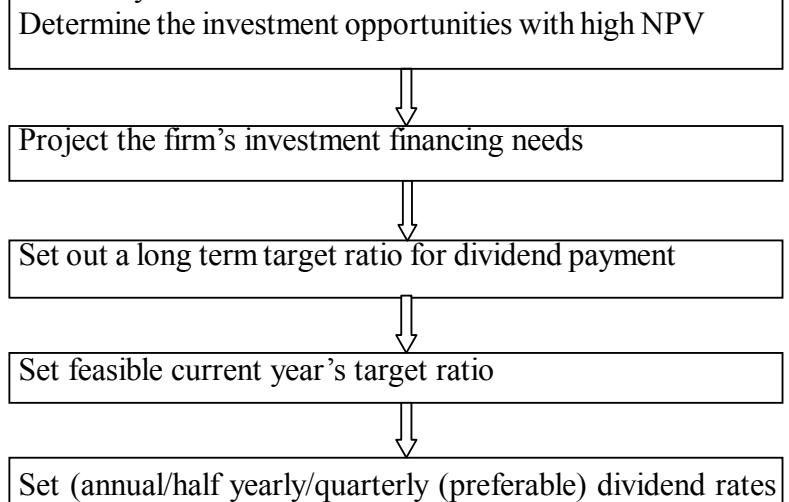 Determine the investment opportunities with high NPV
Project the firm’s investment financing needs
Set out a long term target ratio for dividend payment
Set feasible current year’s target ratio
Set (annual/half yearly/quarterly (preferable) dividend rates